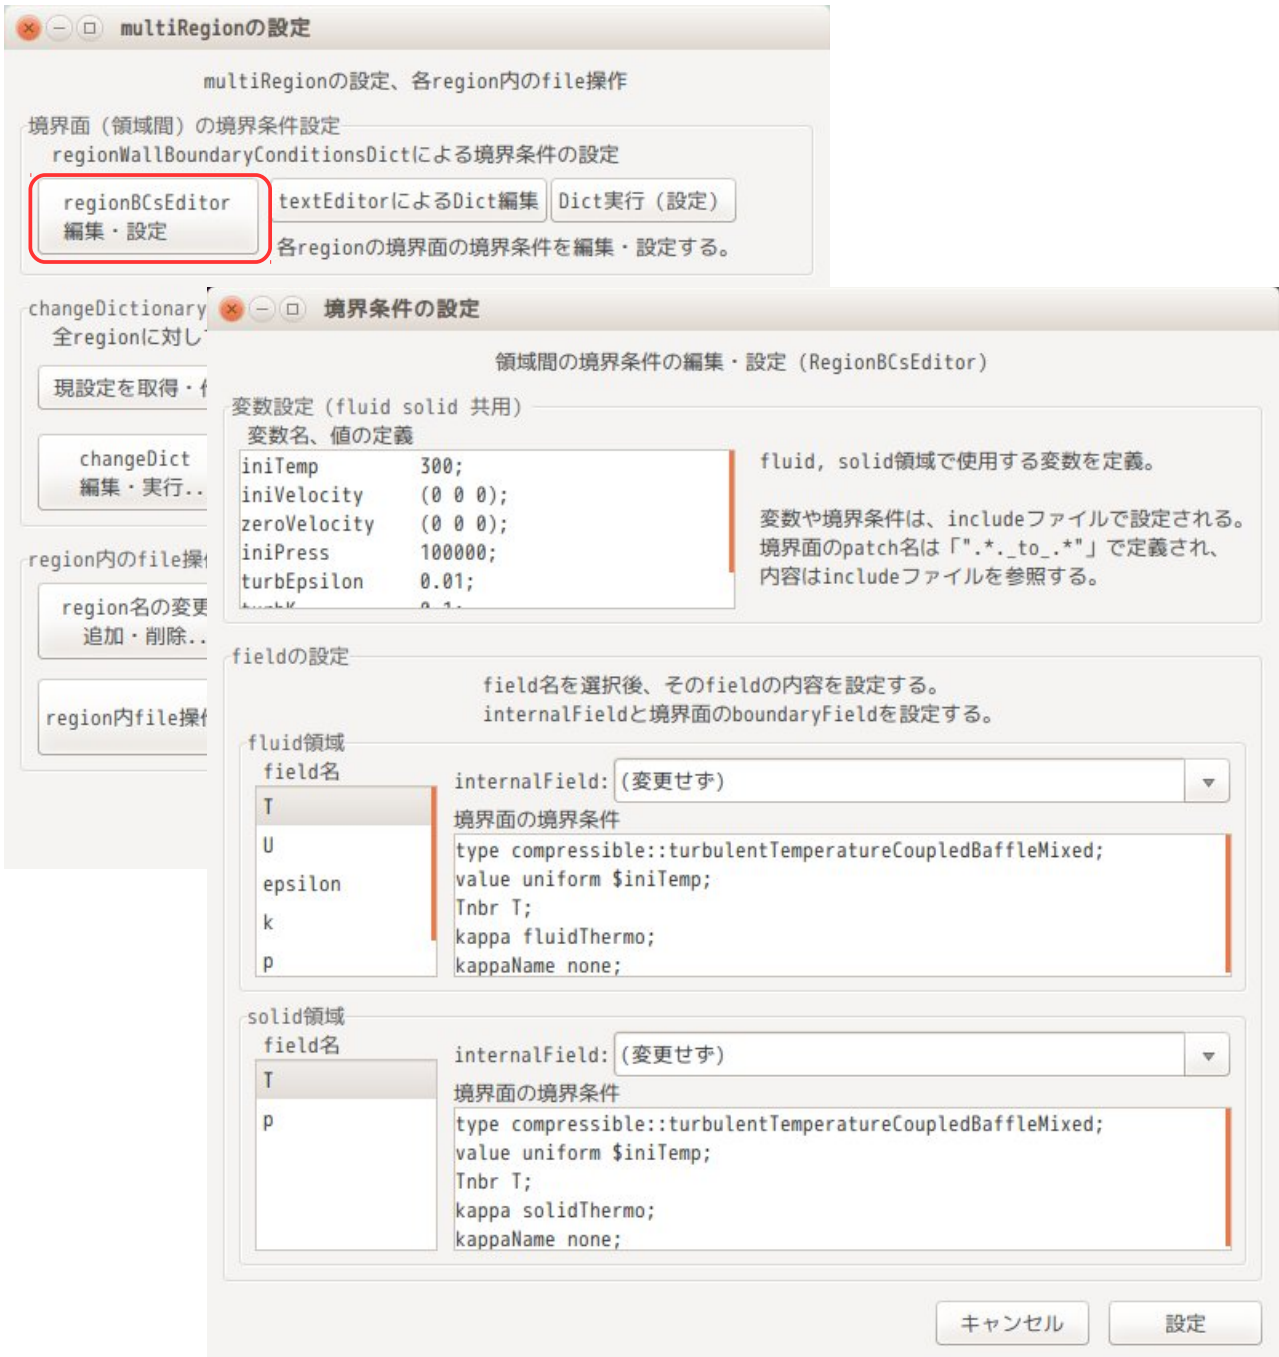 multiRegionの設定
multiRegionの設定、各region内のfile操作
境界面（領域間）の境界条件設定
regionWallBoundaryConditionsDictによる境界条件の設定
regionBCsEditor
編集・設定
textEditorによるDict編集
Dict実行（設定）
各regionの境界面の境界条件を編集・設定する。
changeDictionary
全regionに対し
現設定を取得・
changeDict
編集・実行..
region内のfile操
region名の変更
追加・削除..
region内file操
境界条件の設定
領域間の境界条件の編集・設定（RegionBCsEditor）
変数設定（fluid solid 共用）
変数名、値の定義
iniTemp 300;
iniVelocity (0 0 0);
zeroVelocity (0 0 0);
iniPress 100000;
turbEpsilon 0.01;
fluid, solid領域で使用する変数を定義。
変数や境界条件は、includeファイルで設定される。
境界面のpatch名は「".*._to_.*"」で定義され、
内容はincludeファイルを参照する。
fieldの設定
field名を選択後、そのfieldの内容を設定する。
internalFieldと境界面のboundaryFieldを設定する。
fluid領域
field名
T
U
epsilon
k
p
internalField: (変更せず)
境界面の境界条件
type compressible::turbulentTemperatureCoupledBaffleMixed;
value uniform $iniTemp;
Tnbr T;
kappa fluidThermo;
kappaName none;
solid領域
field名
T
p
internalField: (変更せず)
境界面の境界条件
type compressible::turbulentTemperatureCoupledBaffleMixed;
value uniform $iniTemp;
Tnbr T;
kappa solidThermo;
kappaName none;
キャンセル
設定